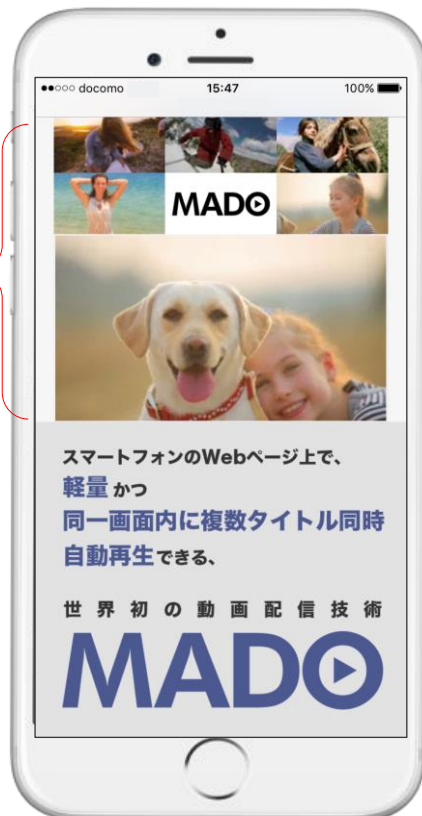 ●●○○○ docomo 15:47 100%
MADO
スマートフォンのWebページ上で、
軽量 かつ
同一画面内に複数タイトル同時
自動再生できる、
世界初の動画配信技術
MADO